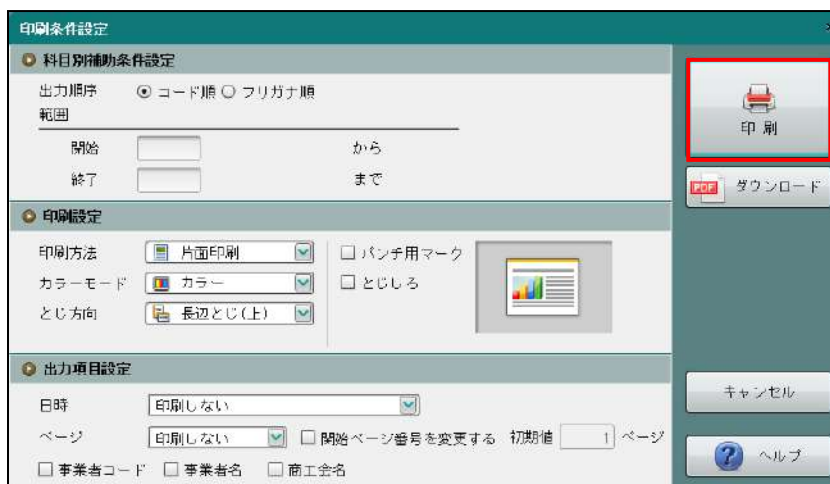 印刷条件設定
科目別補助条件設定
出力順序 コード順 フリガナ順
範囲
開始 から
終了 まで
印刷設定
印刷方法 片面印刷 パンチ用マーク
カラーモード カラー とじしろ
とじ方向 長辺とじ(上)
出力項目設定
日時 印刷しない
ページ 印刷しない 開始ページ番号を変更する 初期値 1 ページ
事業者コード 事業者名 商工会名
印刷
PDF ダウンロード
キャンセル
? ヘルプ